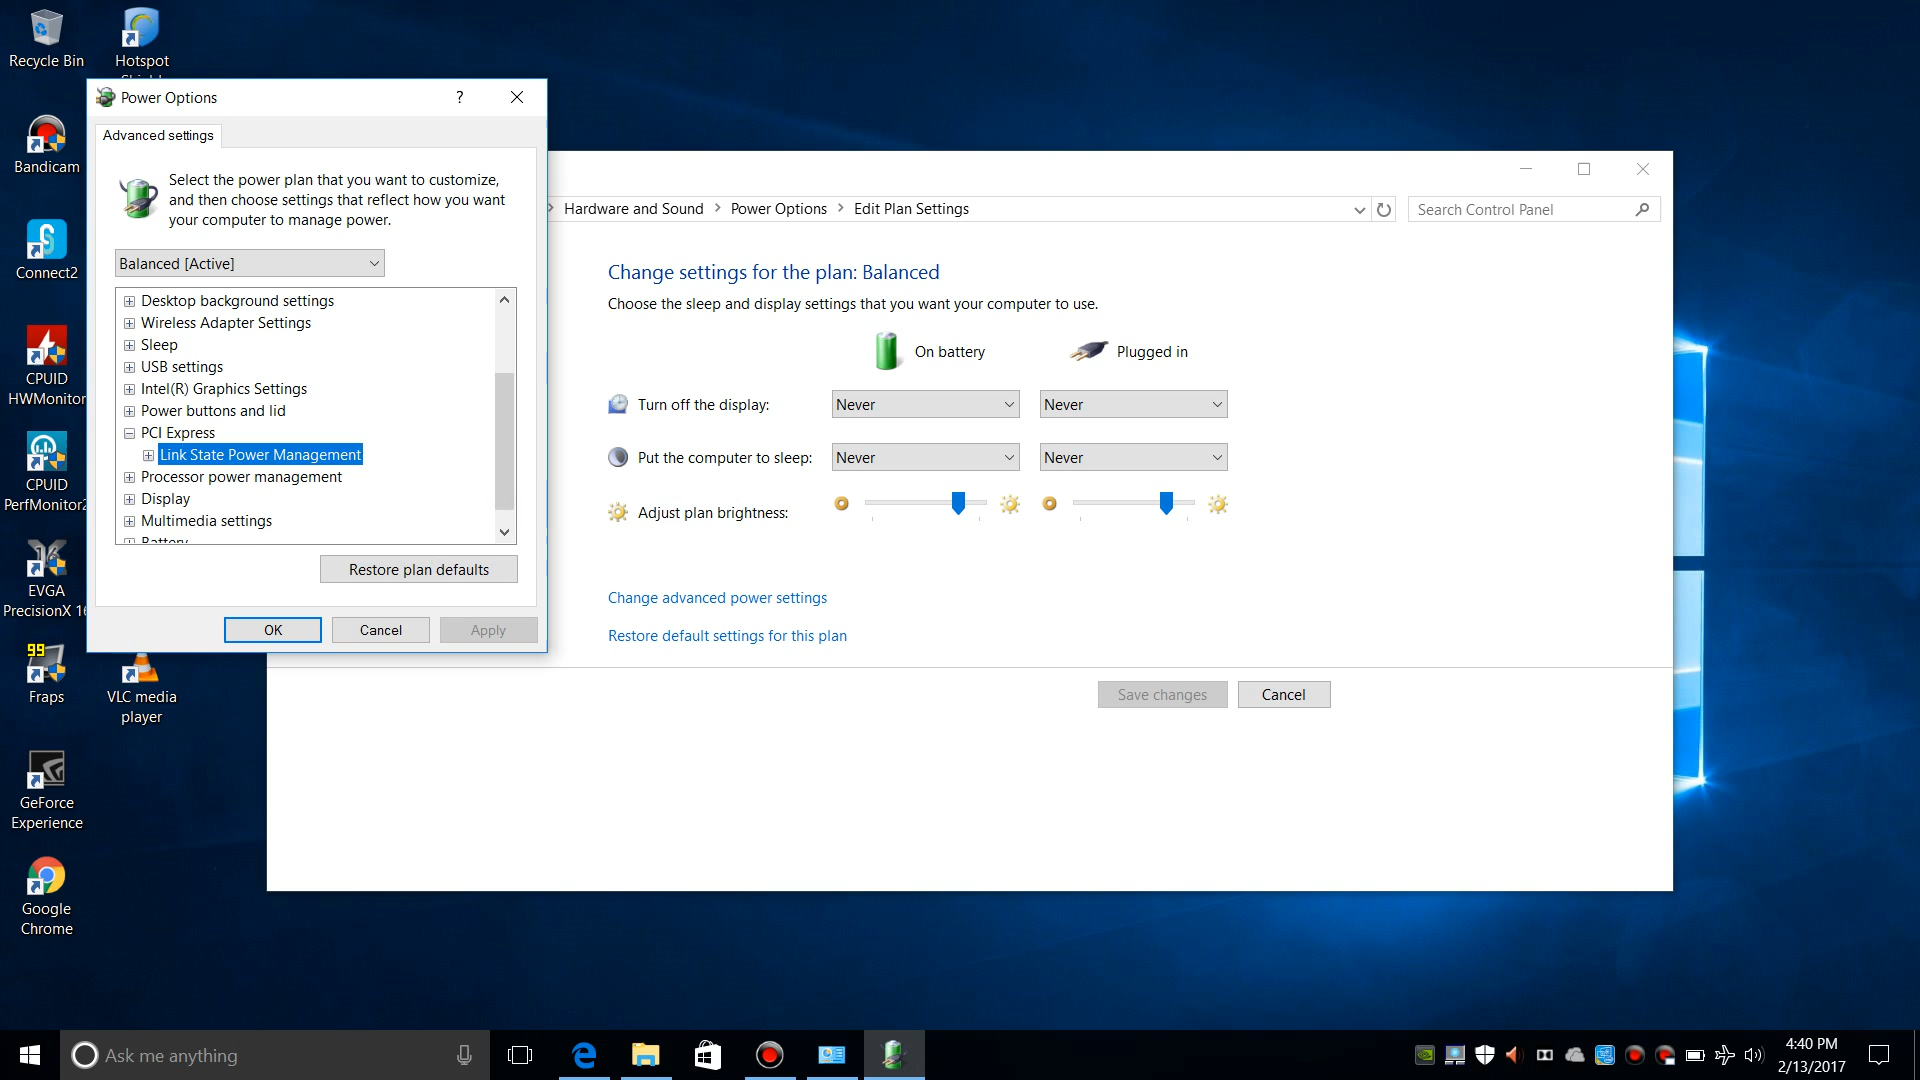 Recycle Bin
Hotspot
Bandicam
Connect2
CPUID
HWMonitor
CPUID
PerfMonitor2
EVGA
PrecisionX 16
99
Fraps
VLC media
player
GeForce
Experience
Google
Chrome
Power Options
?
Advanced settings
Select the power plan that you want to customize,
and then choose settings that reflect how you want
your computer to manage power.
Balanced [Active]
Desktop background settings
Wireless Adapter Settings
Sleep
USB settings
Intel(R) Graphics Settings
Power buttons and lid
PCI Express
Link State Power Management
Processor power management
Display
Multimedia settings
Battery
Restore plan defaults
OK
Cancel
Apply
Hardware and Sound > Power Options > Edit Plan Settings
Search Control Panel
Change settings for the plan: Balanced
Choose the sleep and display settings that you want your computer to use.
On battery
Plugged in
Turn off the display:
Never
Never
Put the computer to sleep:
Never
Never
Adjust plan brightness:
Change advanced power settings
Restore default settings for this plan
Save changes
Cancel
Ask me anything
4:40 PM
2/13/2017